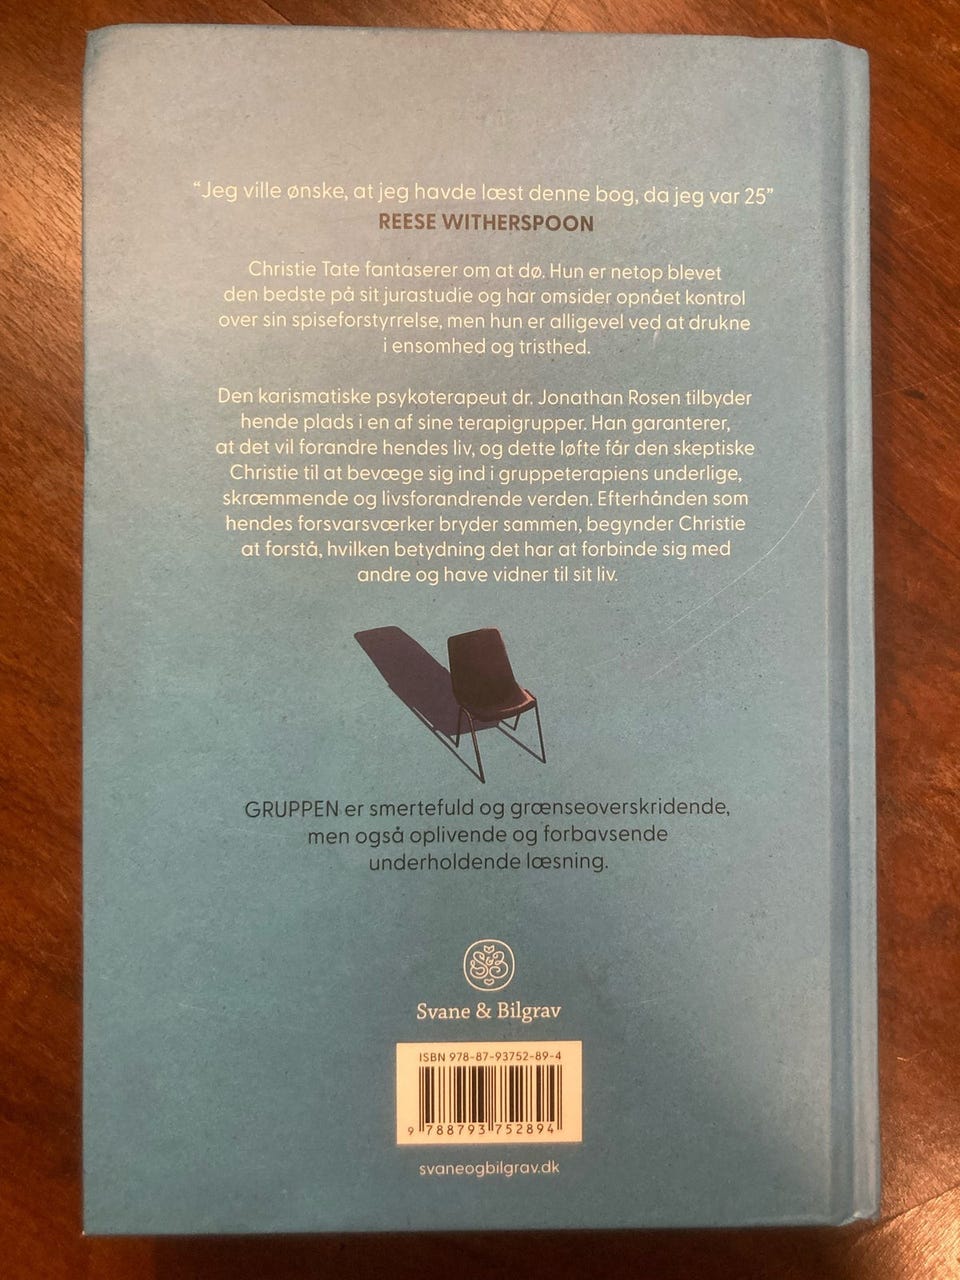 “Jeg ville ønske, at jeg havde læst denne bog, da jeg var 25”
REESE WITHERSPOON
Christie Tate fantaserer om at dø. Hun er netop blevet
den bedste på sit jurastudie og har omsider opnået kontrol
over sin spiseforstyrrelse, men hun er alligevel ved at drukne
i ensomhed og tristhed.
Den karismatiske psykoterapeut dr. Jonathan Rosen tilbyder
hende plads i en af sine terapigrupper. Han garanterer,
at det vil forandre hendes liv, og dette løfte får den skeptiske
Christie til at bevæge sig ind i gruppeterapiens underlige,
skræmmende og livsforandrende verden. Efterhånden som
hendes forsvarsværker bryder sammen, begynder Christie
at forstå, hvilken betydning det har at forbinde sig med
andre og have vidner til sit liv.
GRUPPEN er smertefuld og grænseoverskridende,
men også oplivende og forbavsende
underholdende læsning.
S&B
Svane & Bilgrav
ISBN 978-87-93752-89-4
9 788793 752894
svaneogbilgrav.dk